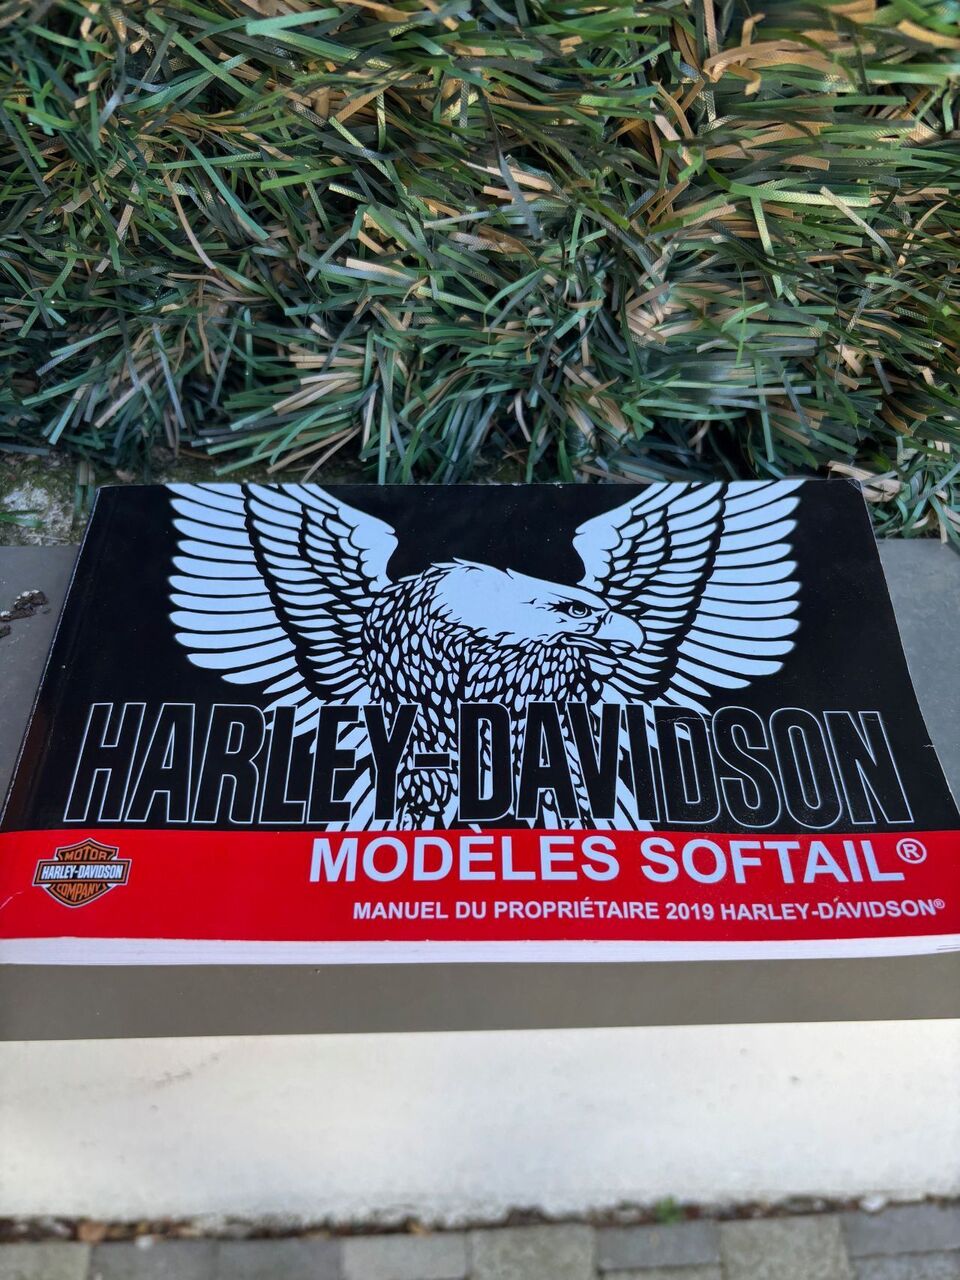 HARLEY-DAVIDSON
MODÈLES SOFTAIL®
MANUEL DU PROPRIÉTAIRE 2019 HARLEY-DAVIDSON®
MOTOR
HARLEY-DAVIDSON
COMPANY